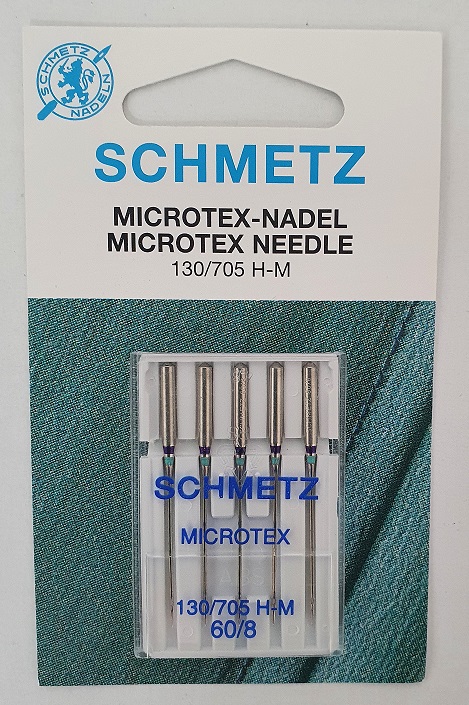 SCHMETZ
NADELN
SCHMETZ
MICROTEX-NADEL
MICROTEX NEEDLE
130/705 H-M
SCHMETZ
MICROTEX
130/705 H-M
60/8